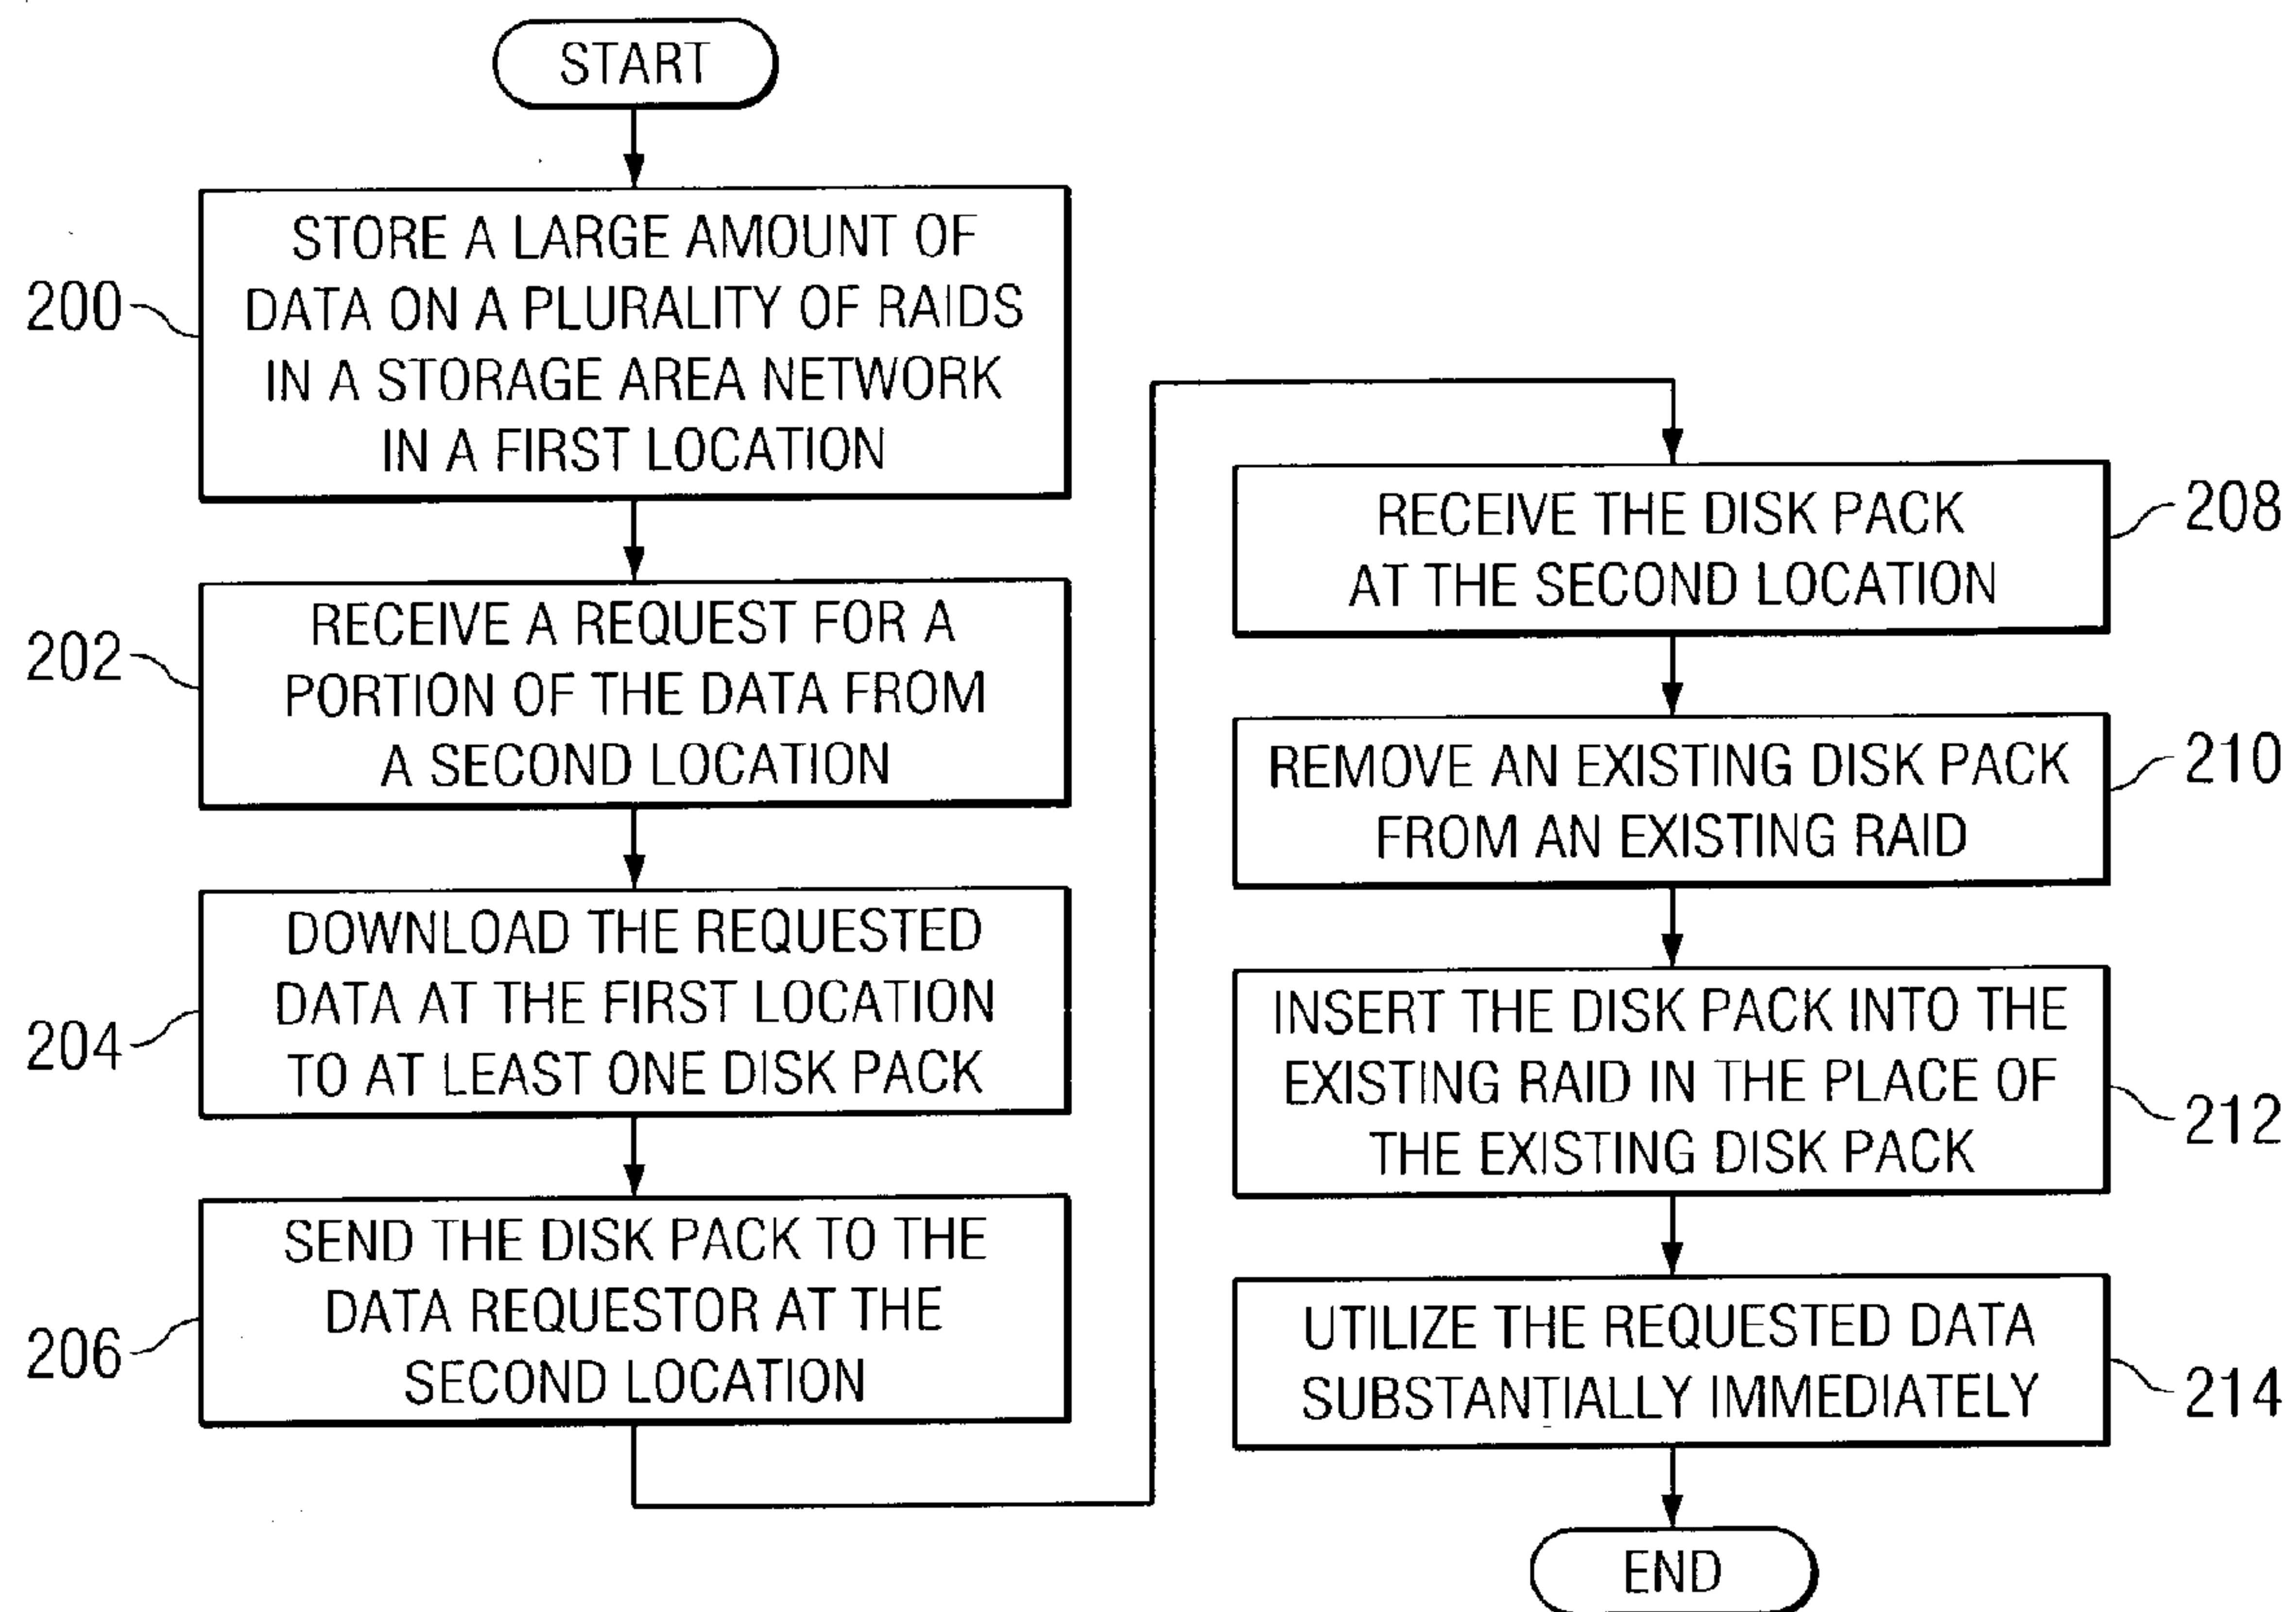 START
200
STORE A LARGE AMOUNT OF
DATA ON A PLURALITY OF RAIDS
IN A STORAGE AREA NETWORK
IN A FIRST LOCATION
202
RECEIVE A REQUEST FOR A
PORTION OF THE DATA FROM
A SECOND LOCATION
204
DOWNLOAD THE REQUESTED
DATA AT THE FIRST LOCATION
TO AT LEAST ONE DISK PACK
206
SEND THE DISK PACK TO THE
DATA REQUESTOR AT THE
SECOND LOCATION
RECEIVE THE DISK PACK
AT THE SECOND LOCATION
208
REMOVE AN EXISTING DISK PACK
FROM AN EXISTING RAID
210
INSERT THE DISK PACK INTO THE
EXISTING RAID IN THE PLACE OF
THE EXISTING DISK PACK
212
UTILIZE THE REQUESTED DATA
SUBSTANTIALLY IMMEDIATELY
214
END